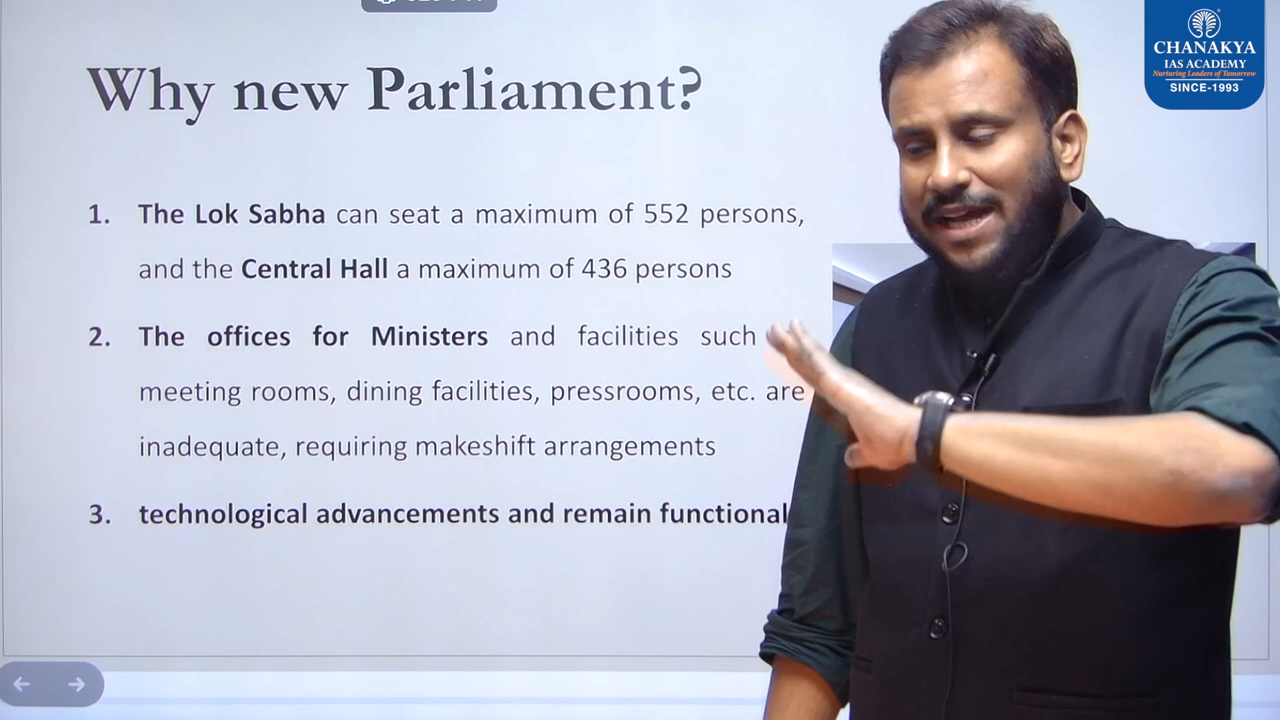 Why new Parliament?
1. The Lok Sabha can seat a maximum of 552 persons,
and the Central Hall a maximum of 436 persons
2. The offices for Ministers and facilities such
meeting rooms, dining facilities, pressrooms, etc. are
inadequate, requiring makeshift arrangements
3. technological advancements and remain functional
CHANAKYA
IAS ACADEMY
Nurturing Leaders of Tomorrow
SINCE-1993